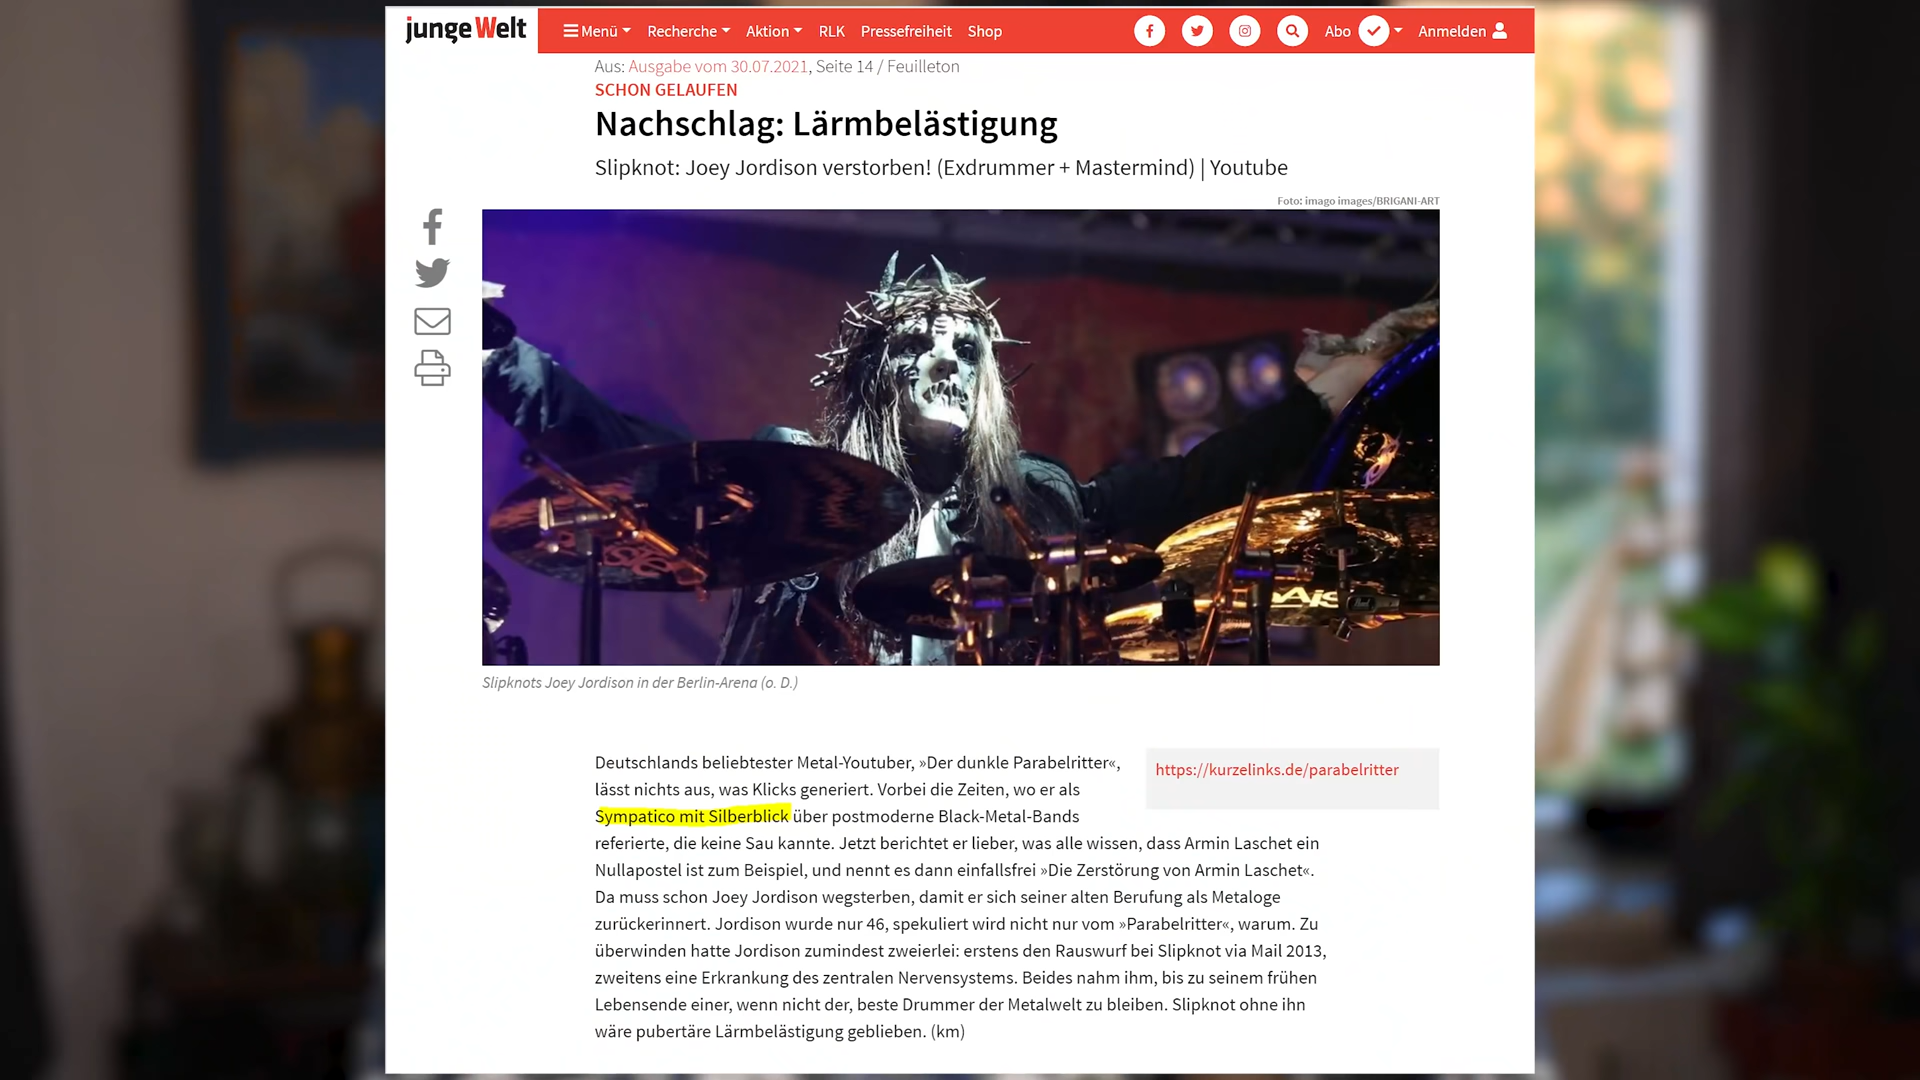 junge Welt
Menü Recherche Aktion RLK Pressefreiheit Shop Abo Anmelden
Aus: Ausgabe vom 30.07.2021, Seite 14 / Feuilleton
SCHON GELAUFEN
Nachschlag: Lärmbelästigung
Slipknot: Joey Jordison verstorben! (Exdrummer + Mastermind) | Youtube
Foto: imago images/BRIGANI-ART
Slipknots Joey Jordison in der Berlin-Arena (o. D.)
Deutschlands beliebtester Metal-Youtuber, »Der dunkle Parabelritter«,
lässt nichts aus, was Klicks generiert. Vorbei die Zeiten, wo er als
Sympatico mit Silberblick über postmoderne Black-Metal-Bands
referierte, die keine Sau kannte. Jetzt berichtet er lieber, was alle wissen, dass Armin Laschet ein
Nullapostel ist zum Beispiel, und nennt es dann einfallsfrei »Die Zerstörung von Armin Laschet«.
Da muss schon Joey Jordison wegsterben, damit er sich seiner alten Berufung als Metaloge
zurückerinnert. Jordison wurde nur 46, spekuliert wird nicht nur vom »Parabelritter«, warum. Zu
überwinden hatte Jordison zumindest zweierlei: erstens den Rauswurf bei Slipknot via Mail 2013,
zweitens eine Erkrankung des zentralen Nervensystems. Beides nahm ihm, bis zu seinem frühen
Lebensende einer, wenn nicht der, beste Drummer der Metalwelt zu bleiben. Slipknot ohne ihn
wäre pubertäre Lärmbelästigung geblieben. (km)
https://kurzelinks.de/parabelritter